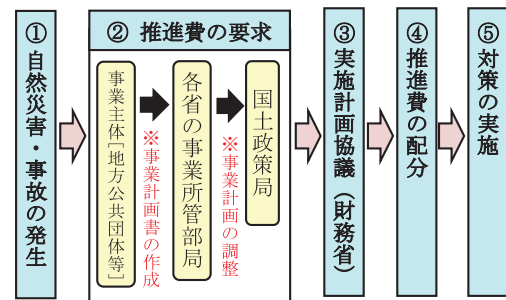 ① 自然災害・事故の発生
② 推進費の要求
事業主体［地方公共団体等］
※事業計画書の作成
各省の事業所管部局
※事業計画の調整
国土政策局
③ 実施計画協議（財務省）
④ 推進費の配分
⑤ 対策の実施